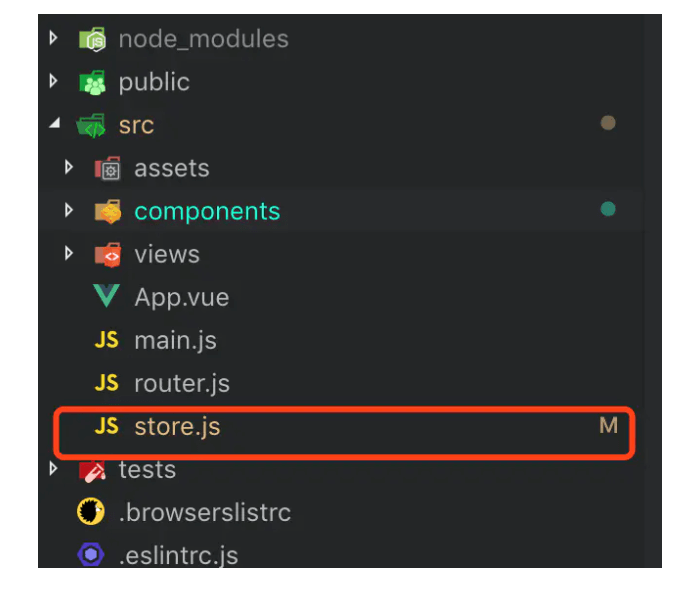 node_modules
public
src
assets
components
views
App.vue
JS main.js
JS router.js
JS store.js M
tests
.browserslistrc
.eslintrc.js